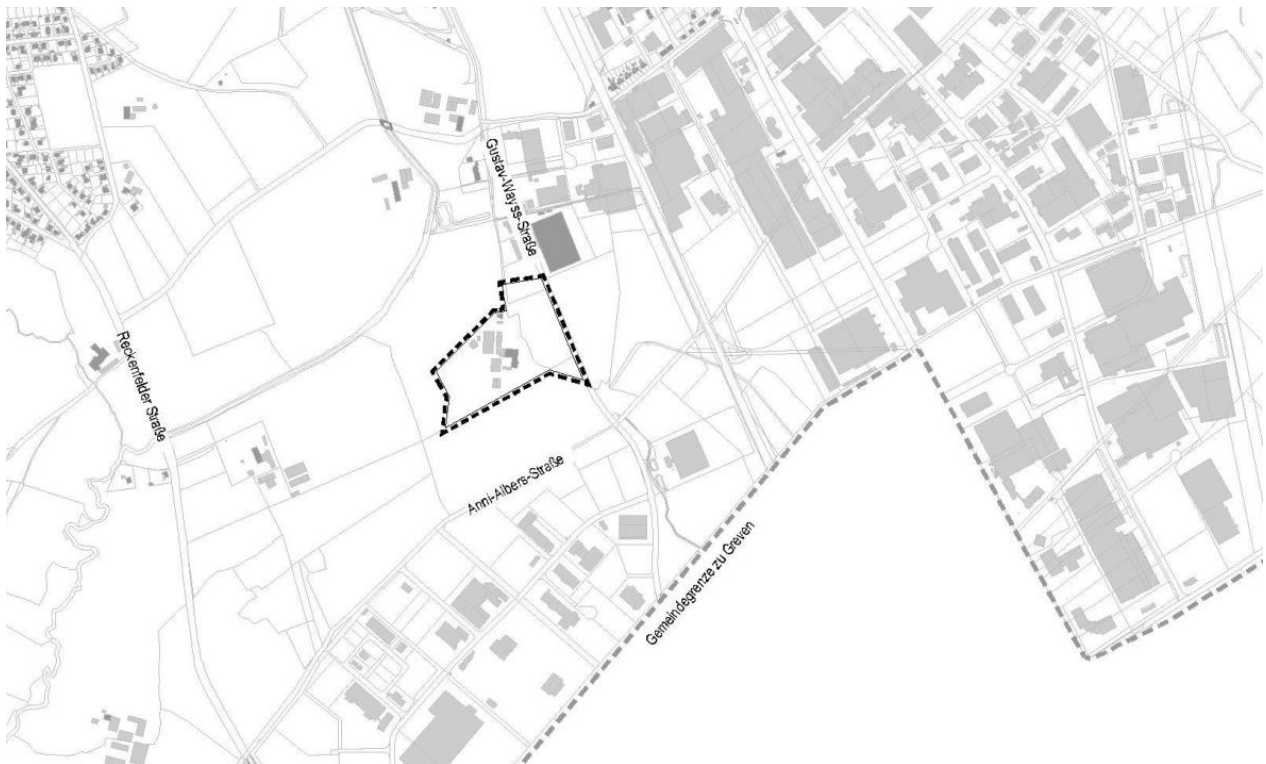 Gustav-Wayss-Straße
Reckenfelder Straße
Anni-Albers-Straße
Gemeindegrenze zu Greven